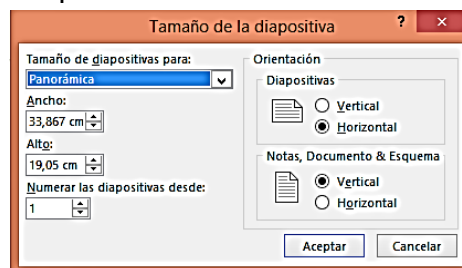 Tamaño de la diapositiva ? ×
Tamaño de diapositivas para:
Panorámica
Ancho:
33,867 cm
Alto:
19,05 cm
Numerar las diapositivas desde:
1
Orientación
Diapositivas
Vertical
Horizontal
Notas, Documento & Esquema
Vertical
Horizontal
Aceptar Cancelar